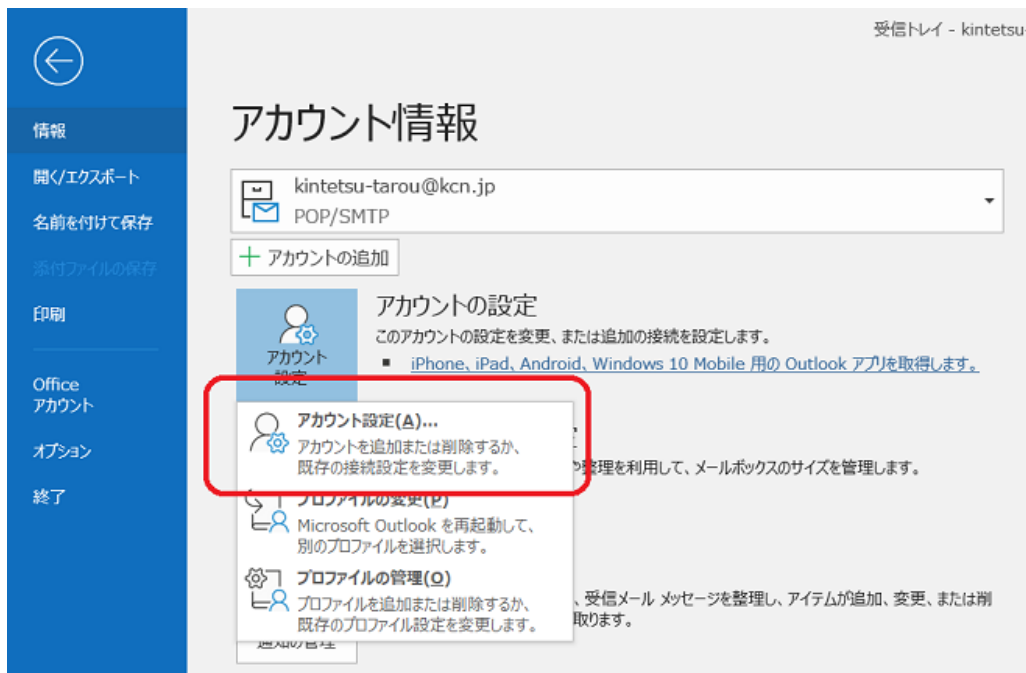 受信トレイ - kintetsu-
情報
開く/エクスポート
名前を付けて保存
添付ファイルの保存
印刷
Office
アカウント
オプション
終了
アカウント情報
kintetsu-tarou@kcn.jp
POP/SMTP
アカウントの追加
アカウント
設定
アカウントの設定
このアカウントの設定を変更、または追加の接続を設定します。
iPhone、iPad、Android、Windows 10 Mobile 用の Outlook アプリを取得します。
アカウント設定(A)...
アカウントを追加または削除するか、
既存の接続設定を変更します。
や整理を利用して、メールボックスのサイズを管理します。
プロファイルの変更(P)
Microsoft Outlook を再起動して、
別のプロファイルを選択します。
プロファイルの管理(O)
プロファイルを追加または削除するか、
既存のプロファイル設定を変更します。
、受信メール メッセージを整理し、アイテムが追加、変更、または削
取ります。
通知の管理